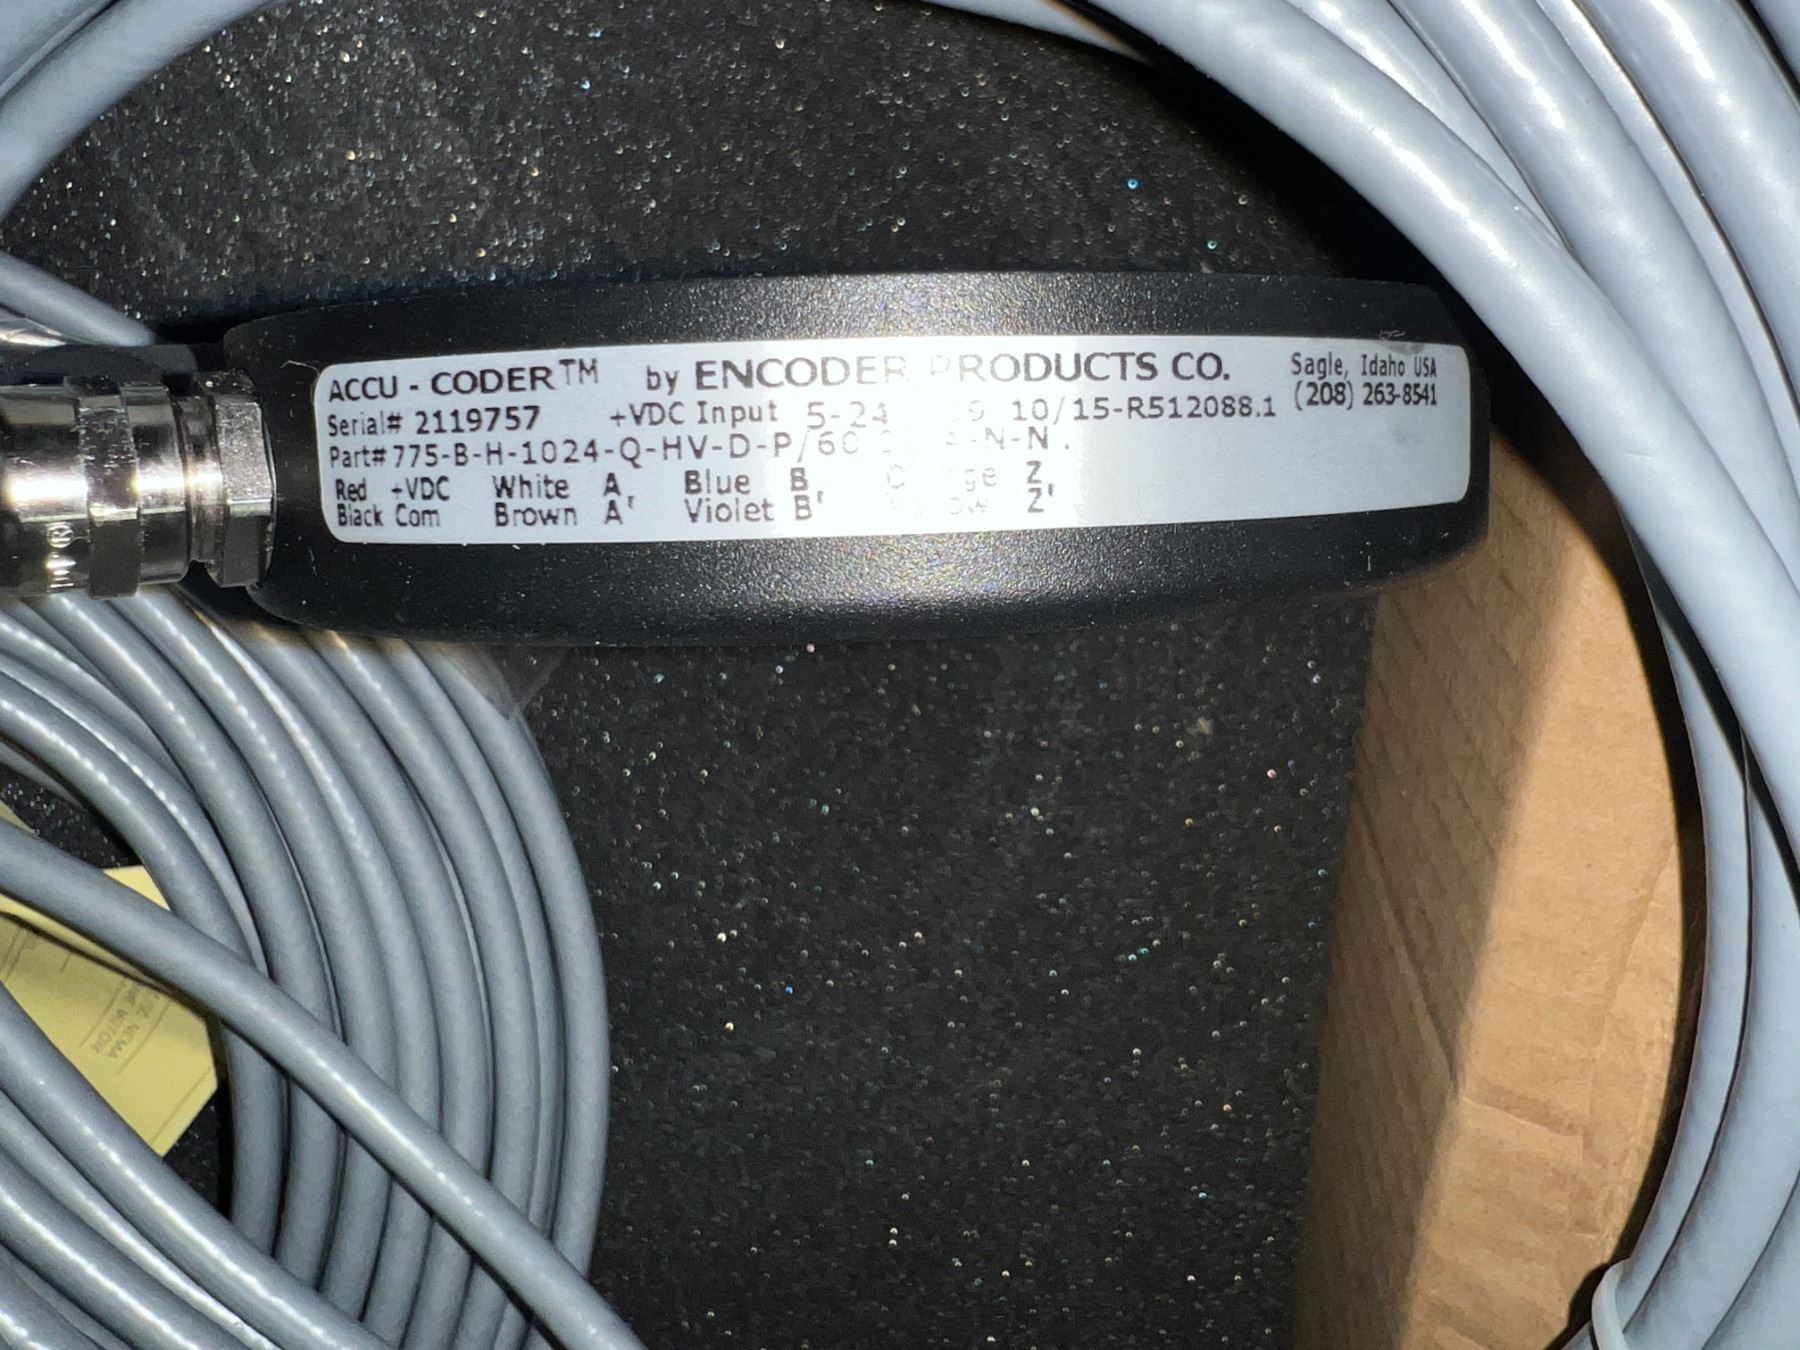 ACCU - CODER™ by ENCODER PRODUCTS CO. Sagle, Idaho USA
Serial# 2119757 +VDC Input 5-24 10/15-R512088.1 (208) 263-8541
Part# 775-B-H-1024-Q-HV-D-P/60 -N-N
Red +VDC White A Blue B Z
Black Com Brown A' Violet B' Z'
NEMA